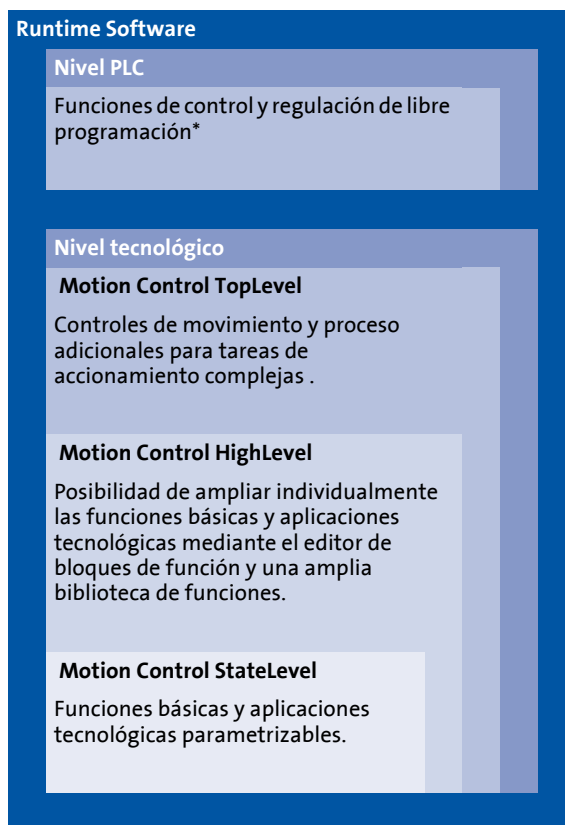 Runtime Software
Nivel PLC
Funciones de control y regulación de libre
programación*
Nivel tecnológico
Motion Control TopLevel
Controles de movimiento y proceso
adicionales para tareas de
accionamiento complejas .
Motion Control HighLevel
Posibilidad de ampliar individualmente
las funciones básicas y aplicaciones
tecnológicas mediante el editor de
bloques de función y una amplia
biblioteca de funciones.
Motion Control StateLevel
Funciones básicas y aplicaciones
tecnológicas parametrizables.